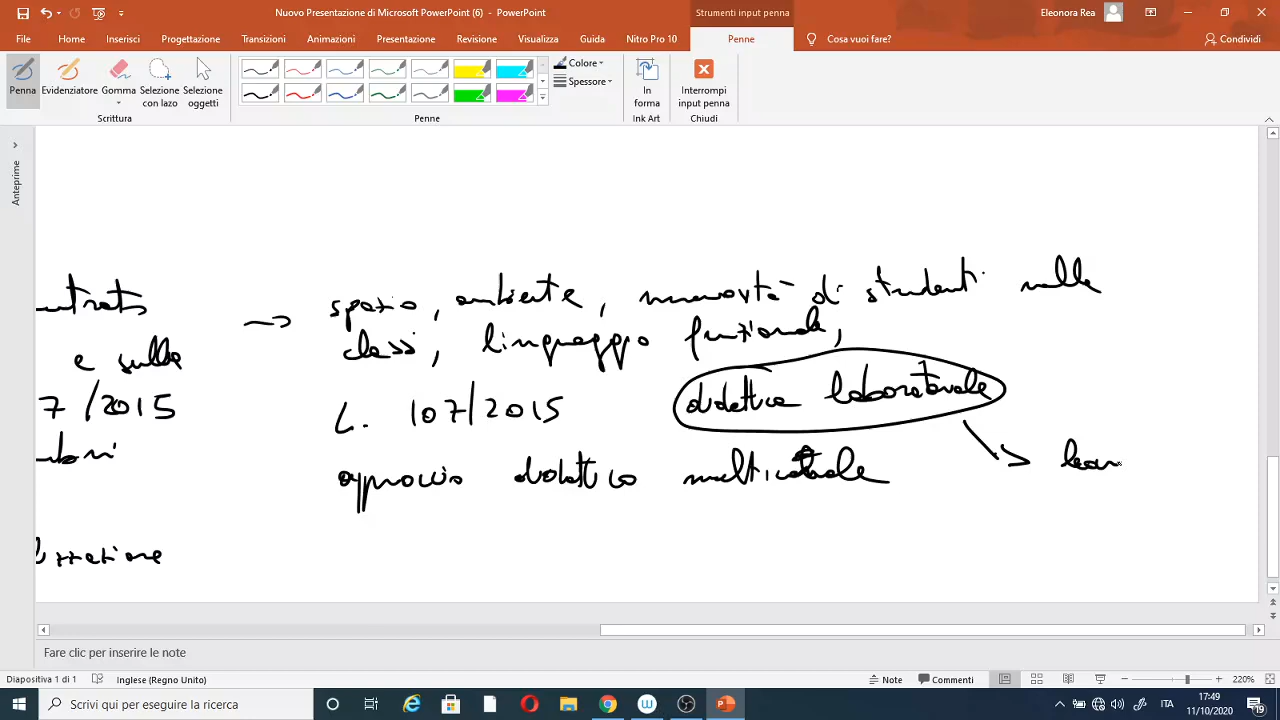 Nuovo Presentazione di Microsoft PowerPoint (6) - PowerPoint
Strumenti input penna
Eleonora Rea
File Home Inserisci Progettazione Transizioni Animazioni Presentazione Revisione Visualizza Guida Nitro Pro 10 Penne Cosa vuoi fare? Condividi
Penna Evidenziatore Gomma Selezione con lazo Selezione oggetti
Colore
Spessore
In forma
Interrompi input penna
Scrittura Penne Ink Art Chiudi
Anteprime
spazio, ambiente, numerosità di studenti nelle
classi, linguaggio funzionale,
e sulla
7/2015
L. 107/2015
didattica laboratoriale
approccio didattico
Fare clic per inserire le note
Diapositiva 1 di 1 Inglese (Regno Unito) Note Commenti 220%
Scrivi qui per eseguire la ricerca
ITA
17:49
11/10/2020
19